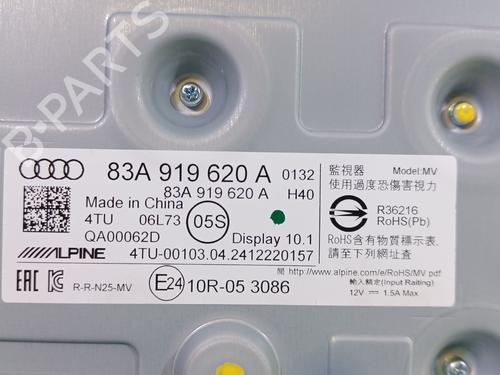 83A 919 620 A 0132
83A 919 620 A H40
Made in China
4TU 06L73 05S
QA00062D Display 10.1
ALPINE 4TU-00103.04.2412220157
EAC R-R-N25-MV E24 10R-05 3086
監視器 Model:MV
使用過度恐傷害視力
R36216
RoHS(Pb)
RoHS含有物質標示表,
請至下列網址
閱 http://www.alpine.com/e/RoHS/MV.pdf
輸入額定(Input Raiting)
12V ⎓ 1.5A Max
B-PARTS